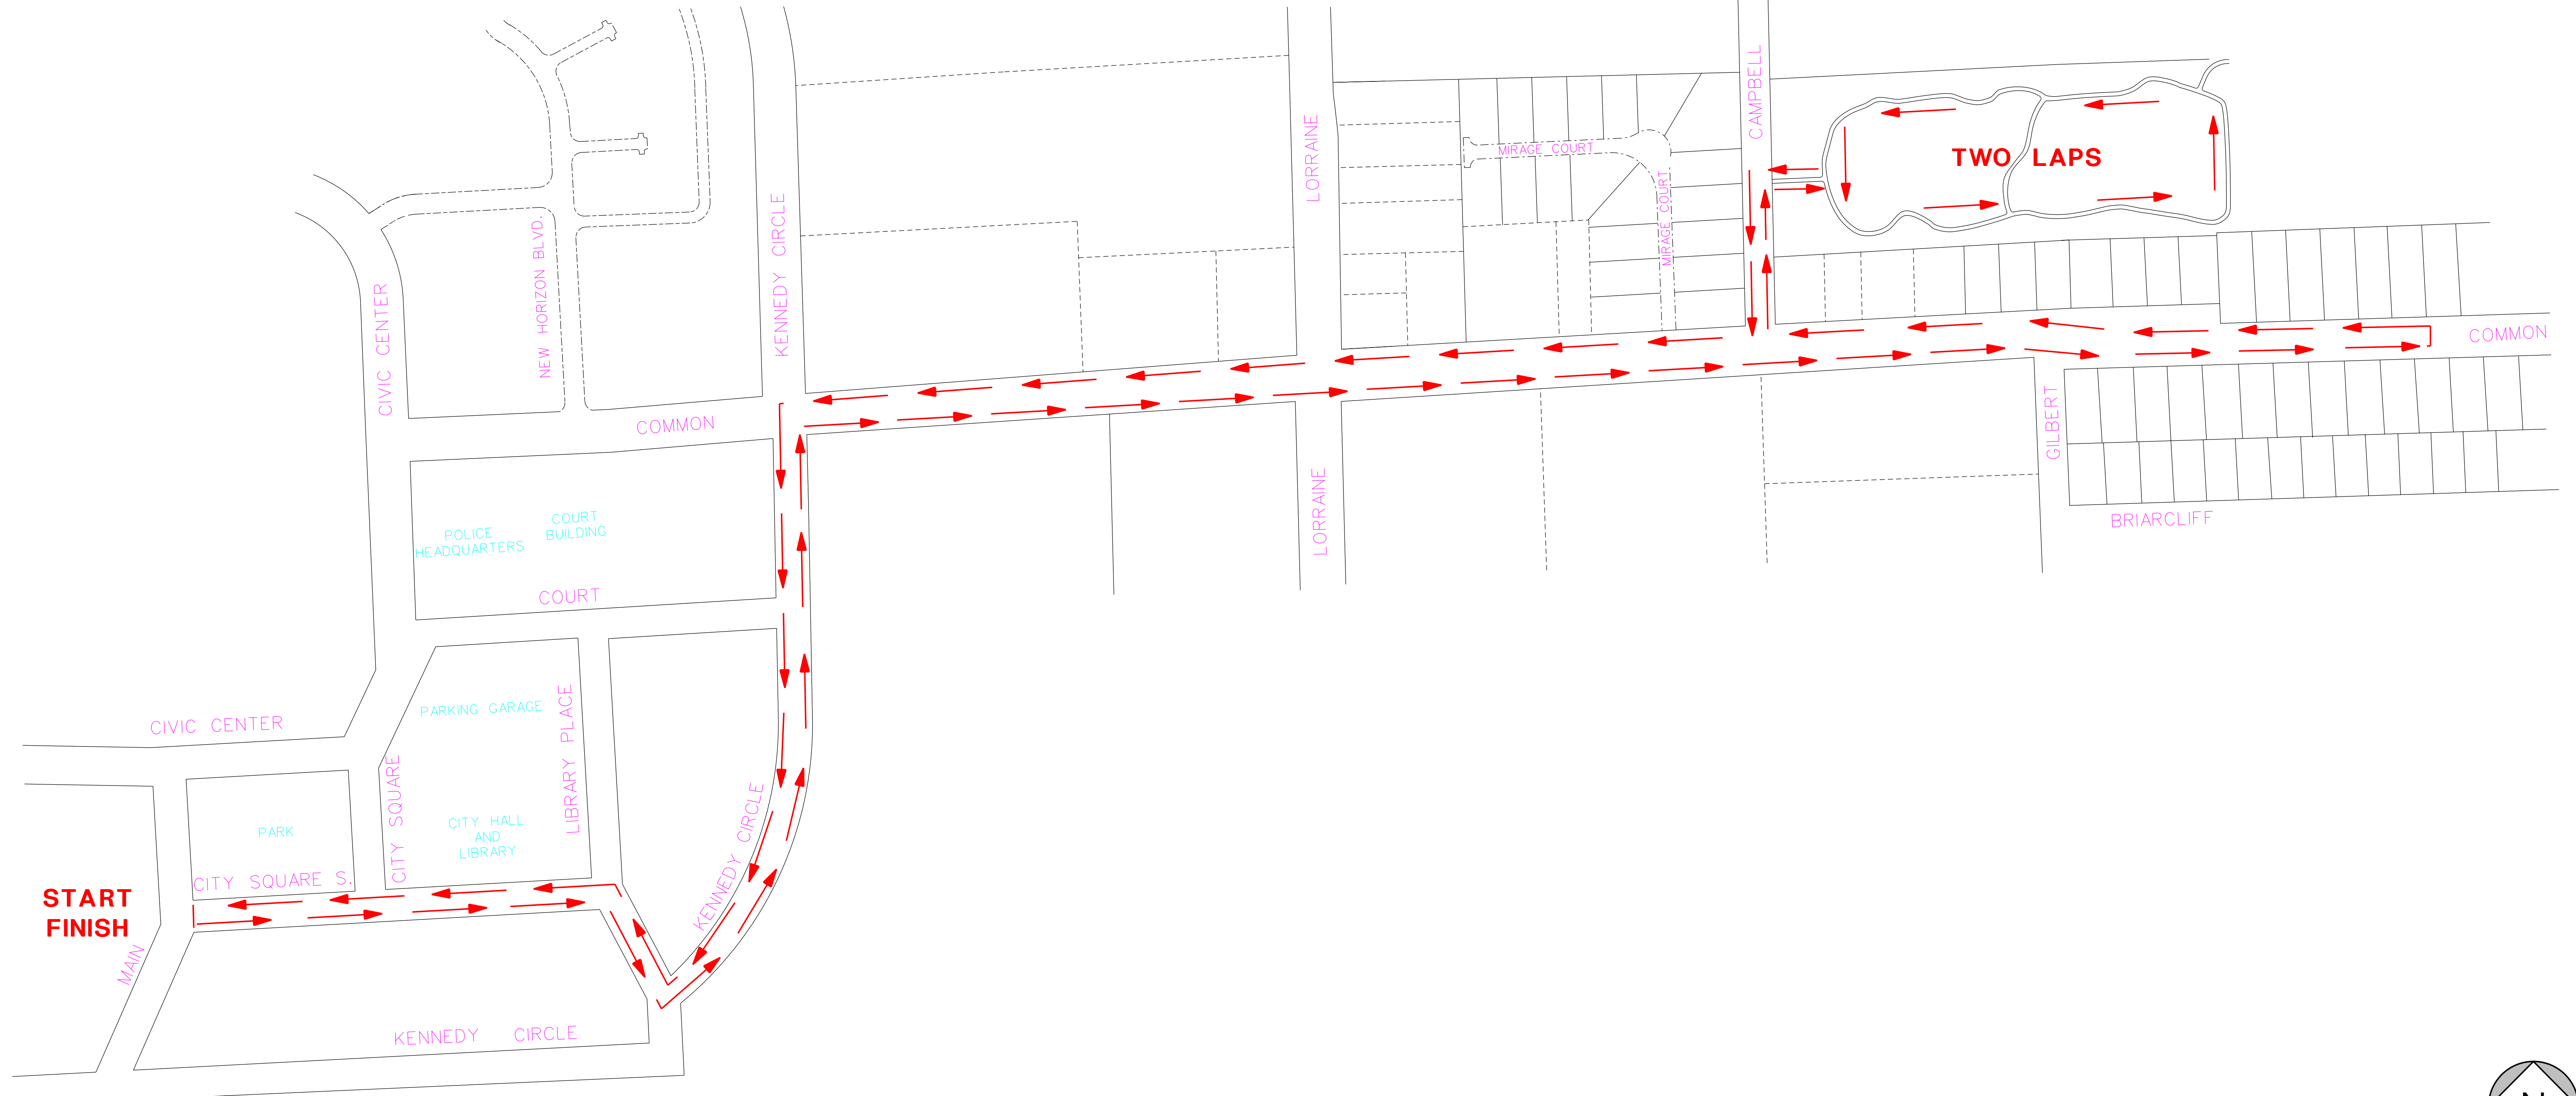 CAMPBELL
LORRAINE
MIRAGE COURT
TWO LAPS
MIRAGE COURT
KENNEDY CIRCLE
NEW HORIZON BLVD.
CIVIC CENTER
COMMON
COMMON
GILBERT
LORRAINE
BRIARCLIFF
POLICE
HEADQUARTERS
COURT
BUILDING
COURT
PARKING GARAGE
LIBRARY PLACE
CIVIC CENTER
CITY SQUARE
PARK
CITY HALL
AND
LIBRARY
KENNEDY CIRCLE
CITY SQUARE S.
START
FINISH
MAIN
KENNEDY CIRCLE
N